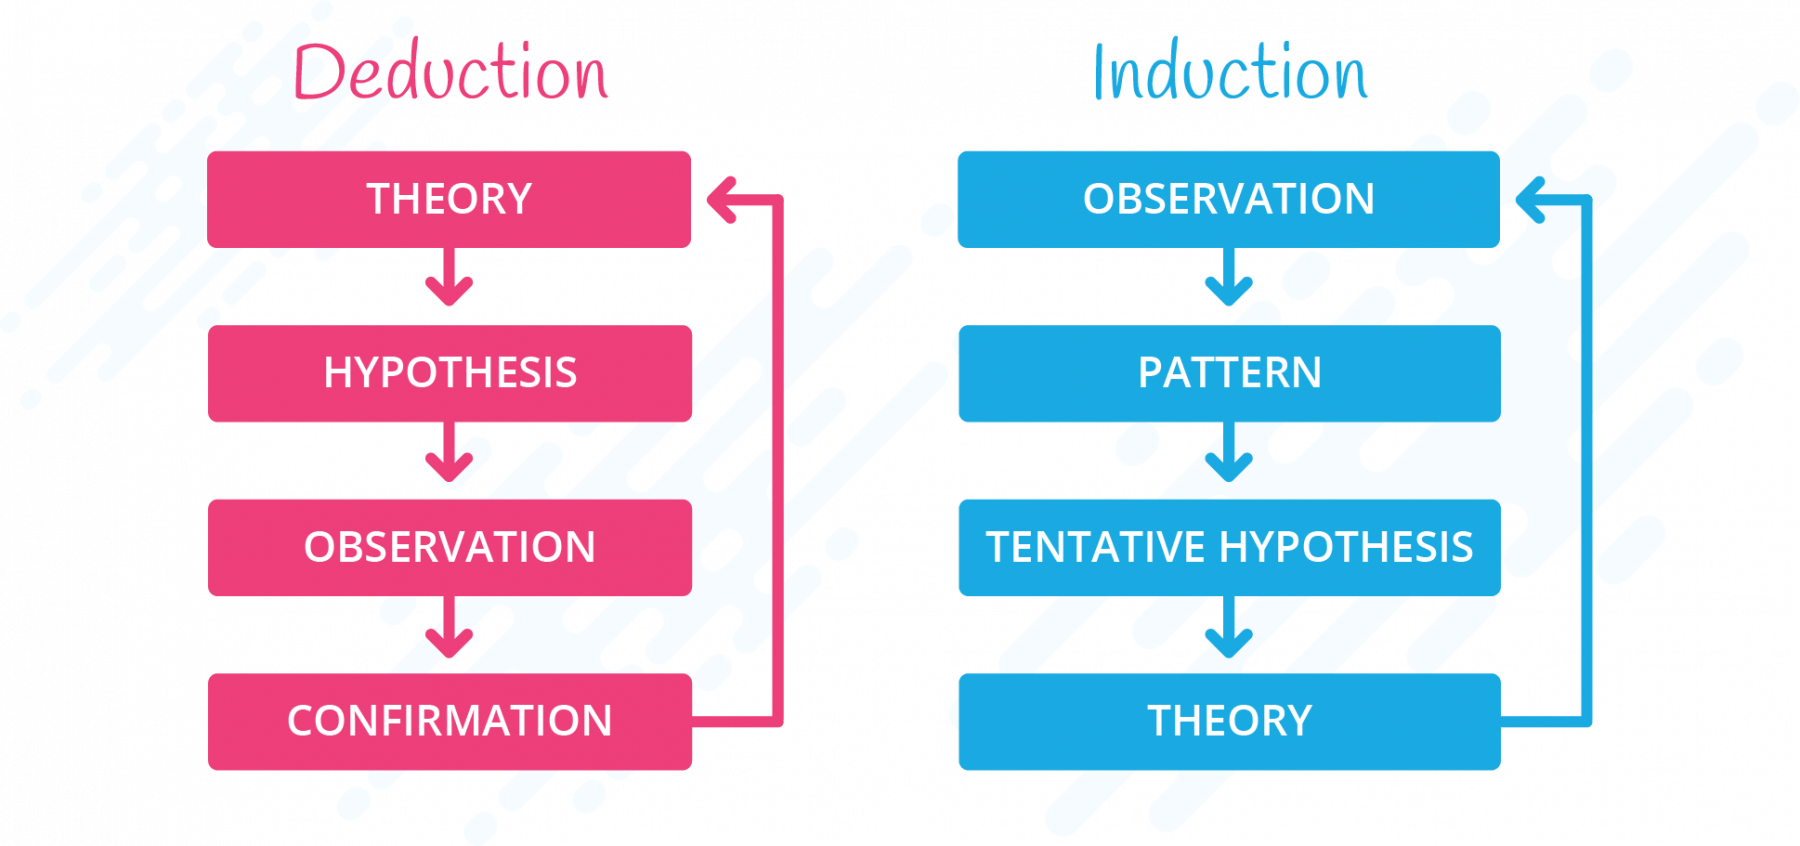 Deduction
THEORY
HYPOTHESIS
OBSERVATION
CONFIRMATION
Induction
OBSERVATION
PATTERN
TENTATIVE HYPOTHESIS
THEORY